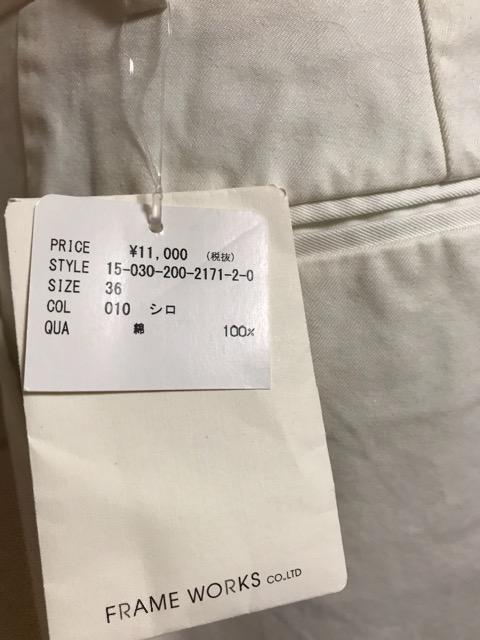 PRICE ¥11,000 (税抜)
STYLE 15-030-200-2171-2-0
SIZE 36
COL 010 シロ
QUA 綿 100%
FRAME WORKS CO.,LTD